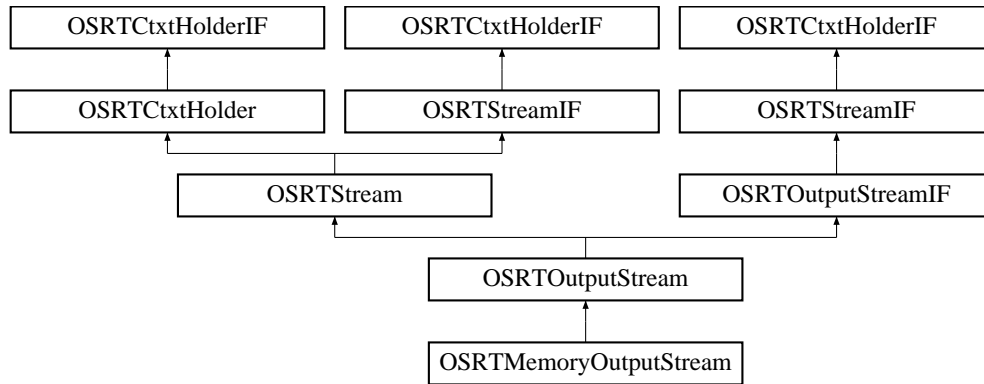 OSRTCtxtHolderIF OSRTCtxtHolderIF OSRTCtxtHolderIF
OSRTCtxtHolder OSRTStreamIF OSRTStreamIF
OSRTStream OSRTOutputStreamIF
OSRTOutputStream
OSRTMemoryOutputStream